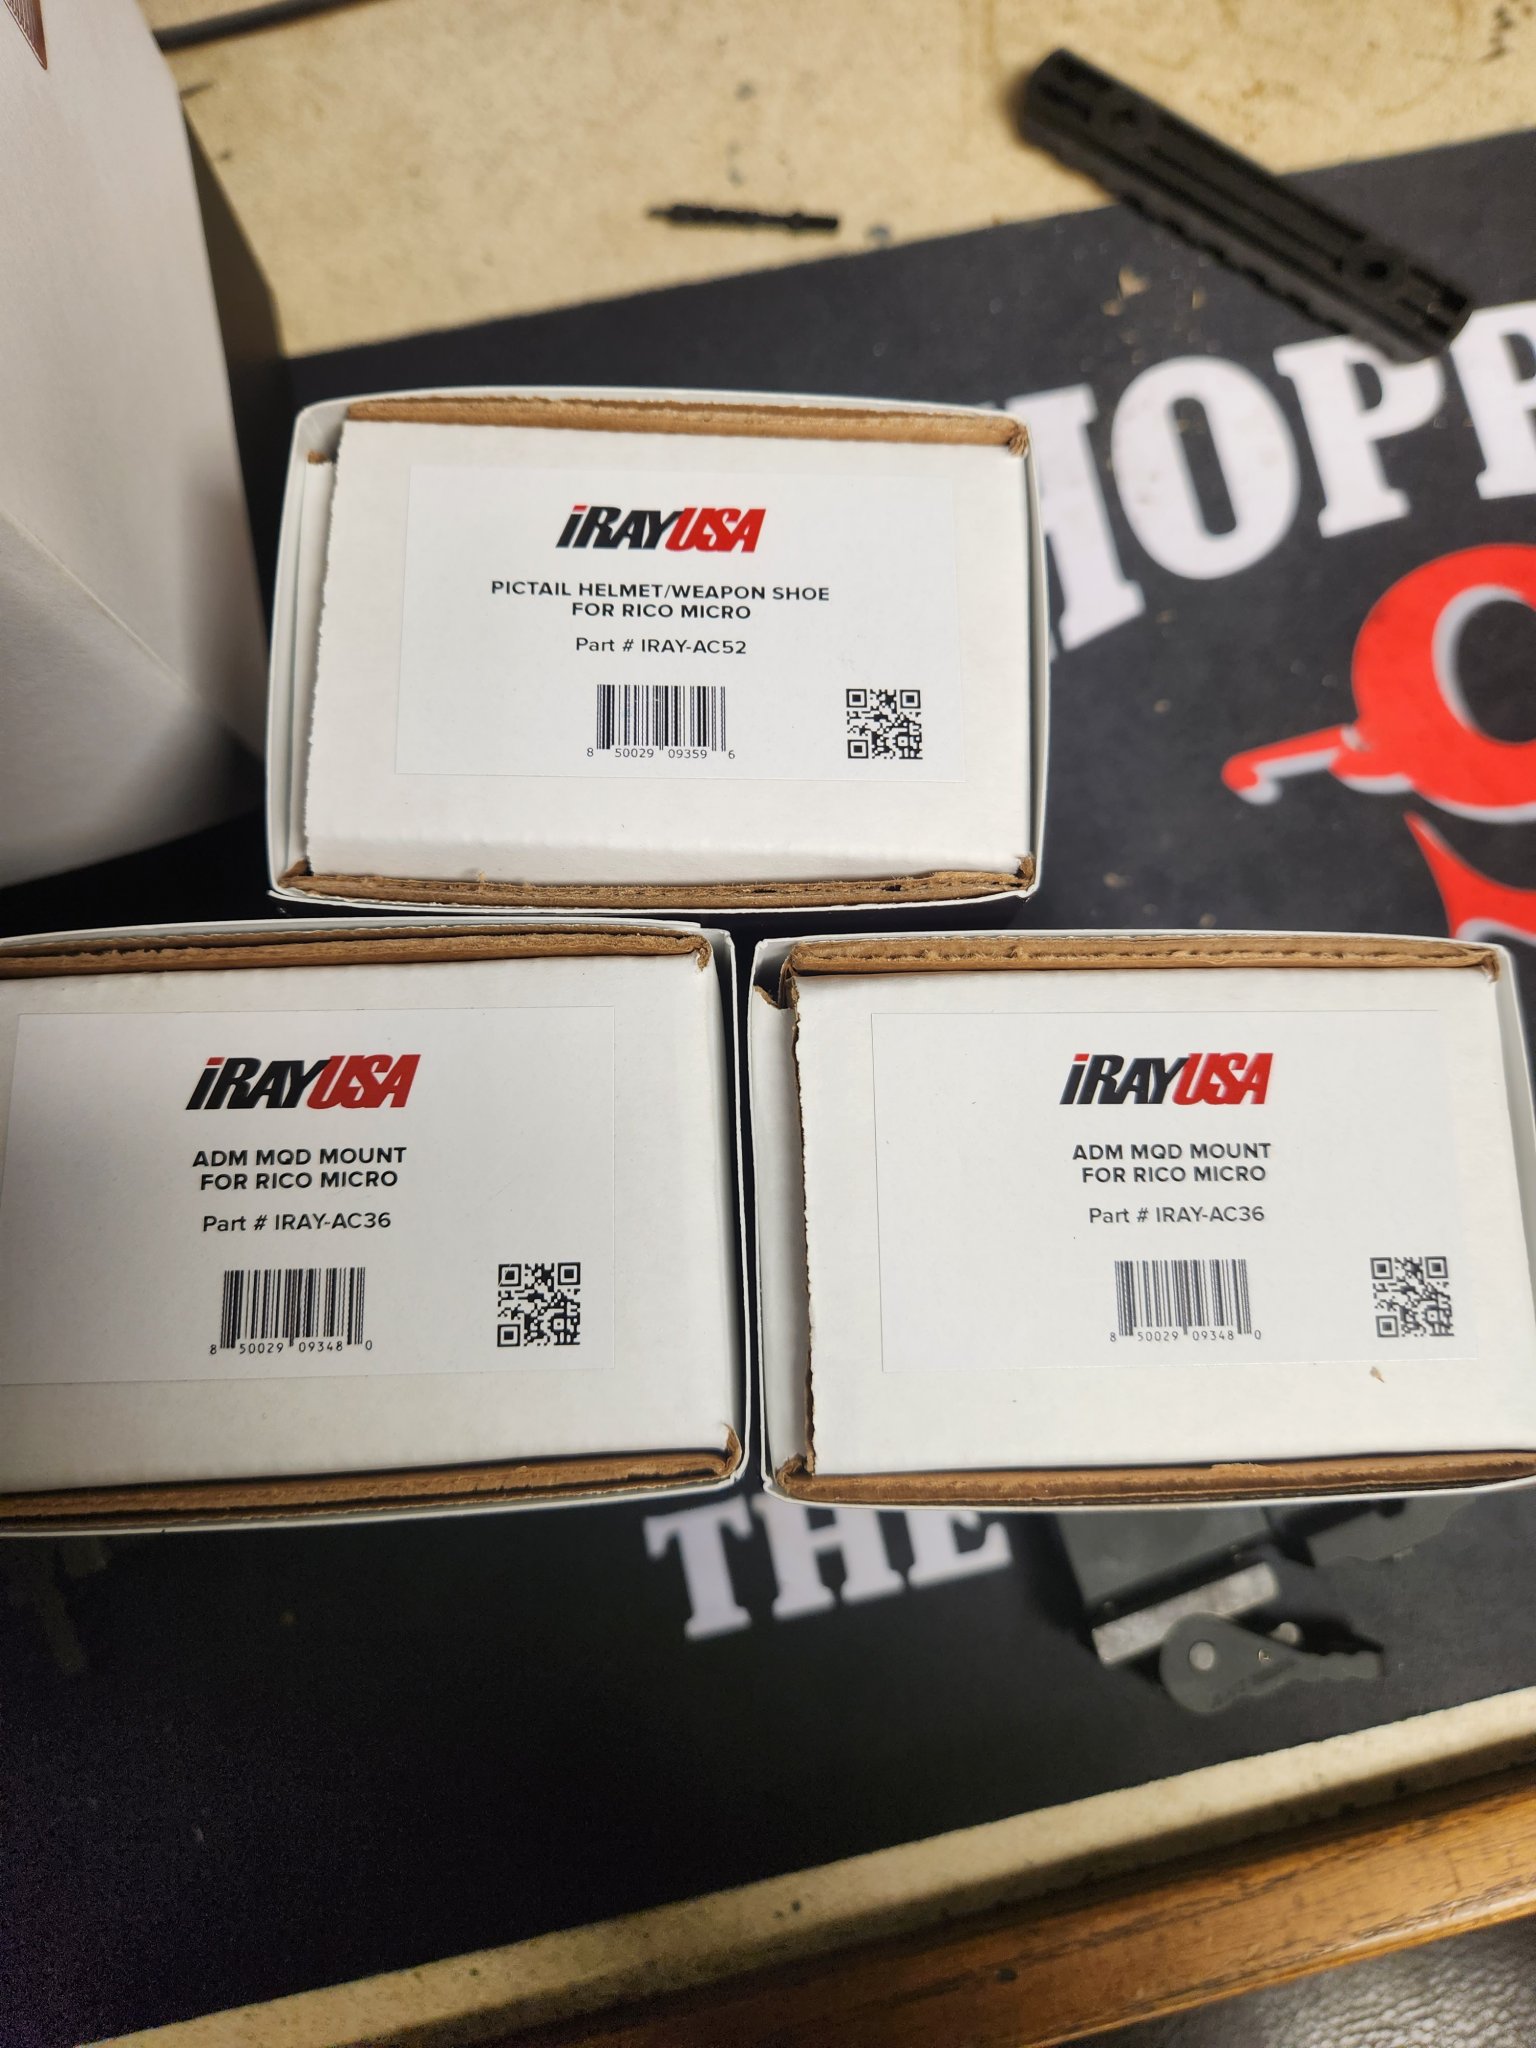 iRAYUSA
PICTAIL HELMET/WEAPON SHOE
FOR RICO MICRO
Part # IRAY-AC52
8 50029 09359 6
iRAYUSA
ADM MQD MOUNT
FOR RICO MICRO
Part # IRAY-AC36
8 50029 09348 0
iRAYUSA
ADM MQD MOUNT
FOR RICO MICRO
Part # IRAY-AC36
8 50029 09348 0
THE